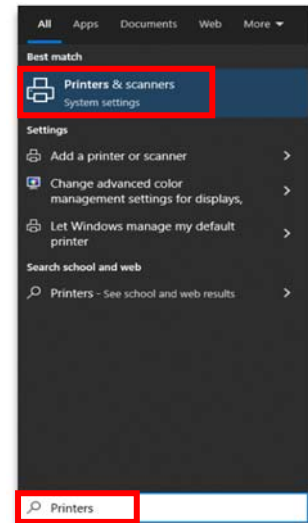 All Apps Documents Web More
Best match
Printers & scanners
System settings
Settings
Add a printer or scanner
Change advanced color
management settings for displays,
Let Windows manage my default
printer
Search school and web
Printers - See school and web results
Printers